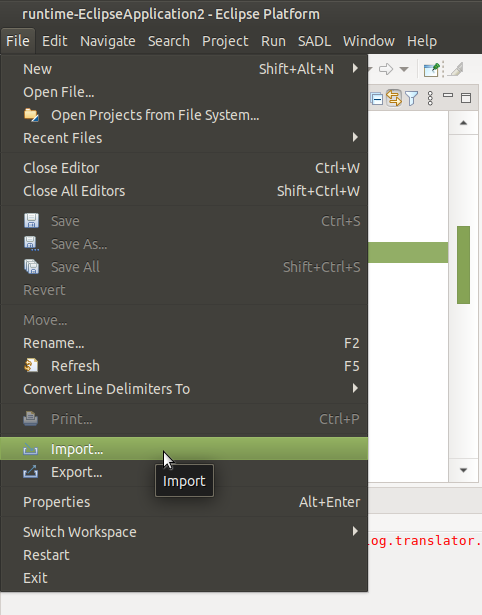 runtime-EclipseApplication2 - Eclipse Platform
File Edit Navigate Search Project Run SADL Window Help
New Shift+Alt+N
Open File...
Open Projects from File System...
Recent Files
Close Editor Ctrl+W
Close All Editors Shift+Ctrl+W
Save Ctrl+S
Save As...
Save All Shift+Ctrl+S
Revert
Move...
Rename... F2
Refresh F5
Convert Line Delimiters To
Print... Ctrl+P
Import...
Export...
Import
Properties Alt+Enter
Switch Workspace
log.translator.
Restart
Exit